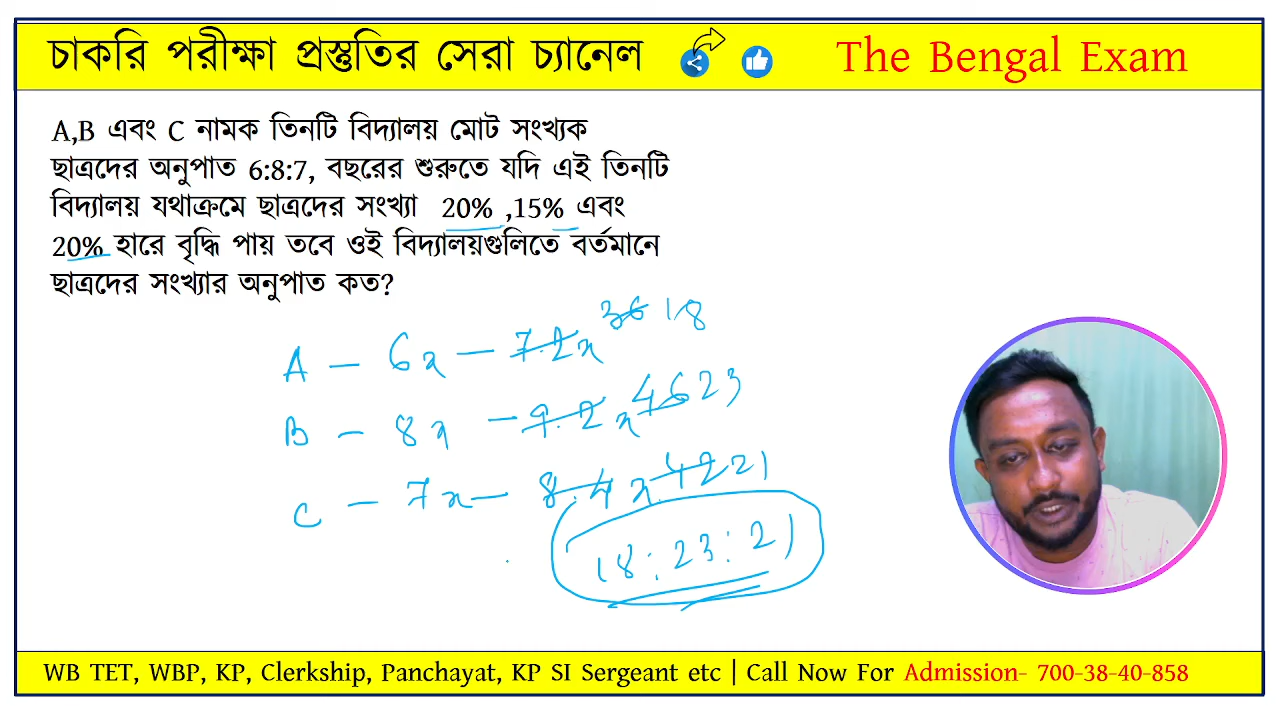 চাকরি পরীক্ষা প্রস্তুতির সেরা চ্যানেল The Bengal Exam
A,B এবং C নামক তিনটি বিদ্যালয় মোট সংখ্যক
ছাত্রদের অনুপাত 6:8:7, বছরের শুরুতে যদি এই তিনটি
বিদ্যালয় যথাক্রমে ছাত্রদের সংখ্যা 20% ,15% এবং
20% হারে বৃদ্ধি পায় তবে ওই বিদ্যালয়গুলিতে বর্তমানে
ছাত্রদের সংখ্যার অনুপাত কত?
A - 6x - 7.2x 36 18
B - 8x - 9.2x 46 23
C - 7x - 8.4x 42 21
18 : 23 : 21
WB TET, WBP, KP, Clerkship, Panchayat, KP SI Sergeant etc | Call Now For Admission- 700-38-40-858